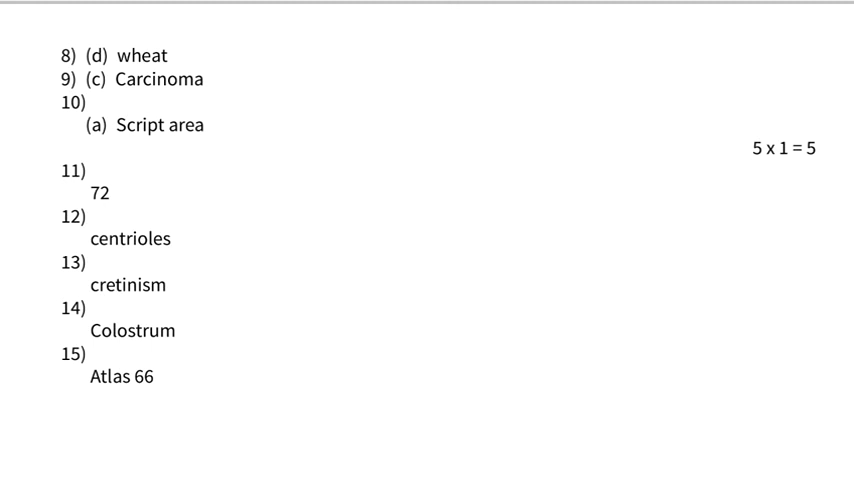 8) (d) wheat
9) (c) Carcinoma
10)
(a) Script area
5 x 1 = 5
11)
72
12)
centrioles
13)
cretinism
14)
Colostrum
15)
Atlas 66